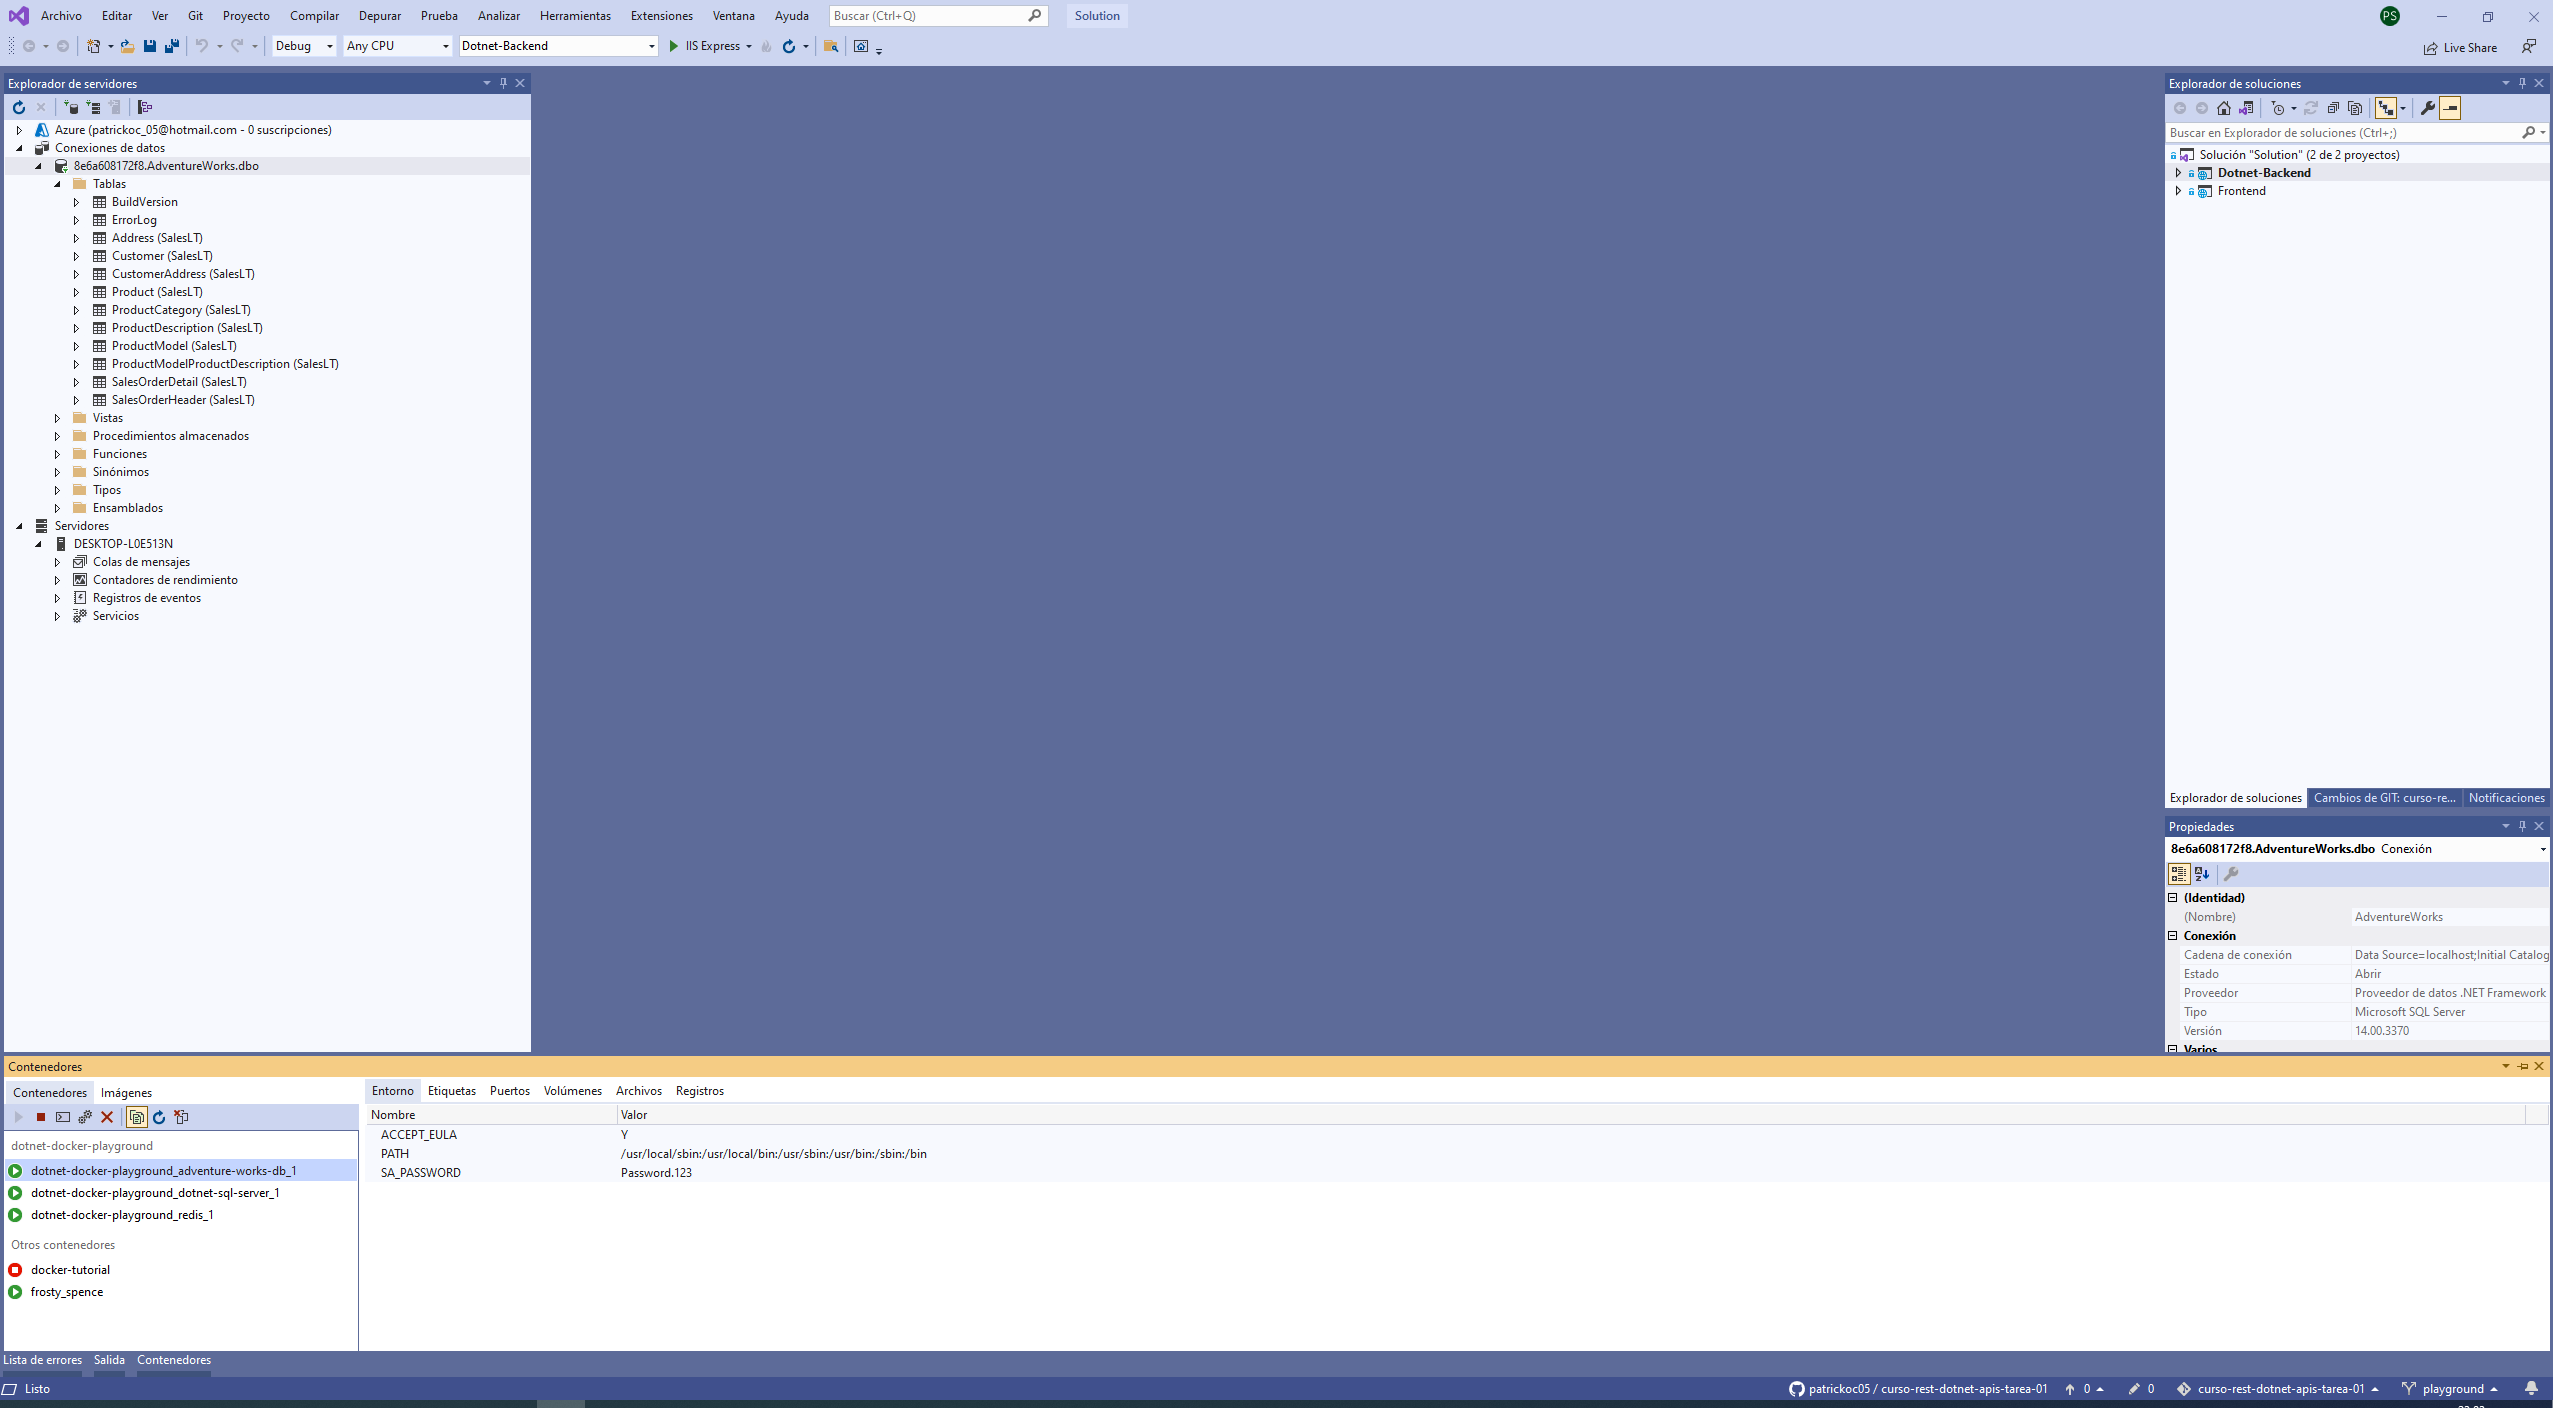 Archivo Editar Ver Git Proyecto Compilar Depurar Prueba Analizar Herramientas Extensiones Ventana Ayuda Buscar (Ctrl+Q) Solution PS
Debug Any CPU Dotnet-Backend IIS Express Live Share
Explorador de servidores
Azure (patrickoc_05@hotmail.com - 0 suscripciones)
Conexiones de datos
8e6a608172f8.AdventureWorks.dbo
Tablas
BuildVersion
ErrorLog
Address (SalesLT)
Customer (SalesLT)
CustomerAddress (SalesLT)
Product (SalesLT)
ProductCategory (SalesLT)
ProductDescription (SalesLT)
ProductModel (SalesLT)
ProductModelProductDescription (SalesLT)
SalesOrderDetail (SalesLT)
SalesOrderHeader (SalesLT)
Vistas
Procedimientos almacenados
Funciones
Sinónimos
Tipos
Ensamblados
Servidores
DESKTOP-L0E513N
Colas de mensajes
Contadores de rendimiento
Registros de eventos
Servicios
Explorador de soluciones
Buscar en Explorador de soluciones (Ctrl+;)
Solución "Solution" (2 de 2 proyectos)
Dotnet-Backend
Frontend
Explorador de soluciones Cambios de GIT: curso-re... Notificaciones
Propiedades
8e6a608172f8.AdventureWorks.dbo Conexión
(Identidad)
(Nombre) AdventureWorks
Conexión
Cadena de conexión Data Source=localhost;Initial Catalog
Estado Abrir
Proveedor Proveedor de datos .NET Framework
Tipo Microsoft SQL Server
Versión 14.00.3370
Varios
Contenedores
Contenedores Imágenes
dotnet-docker-playground
dotnet-docker-playground_adventure-works-db_1
dotnet-docker-playground_dotnet-sql-server_1
dotnet-docker-playground_redis_1
Otros contenedores
docker-tutorial
frosty_spence
Entorno Etiquetas Puertos Volúmenes Archivos Registros
Nombre Valor
ACCEPT_EULA Y
PATH /usr/local/sbin:/usr/local/bin:/usr/sbin:/usr/bin:/sbin:/bin
SA_PASSWORD Password.123
Lista de errores Salida Contenedores
Listo patrickoc05 / curso-rest-dotnet-apis-tarea-01 0 0 curso-rest-dotnet-apis-tarea-01 playground